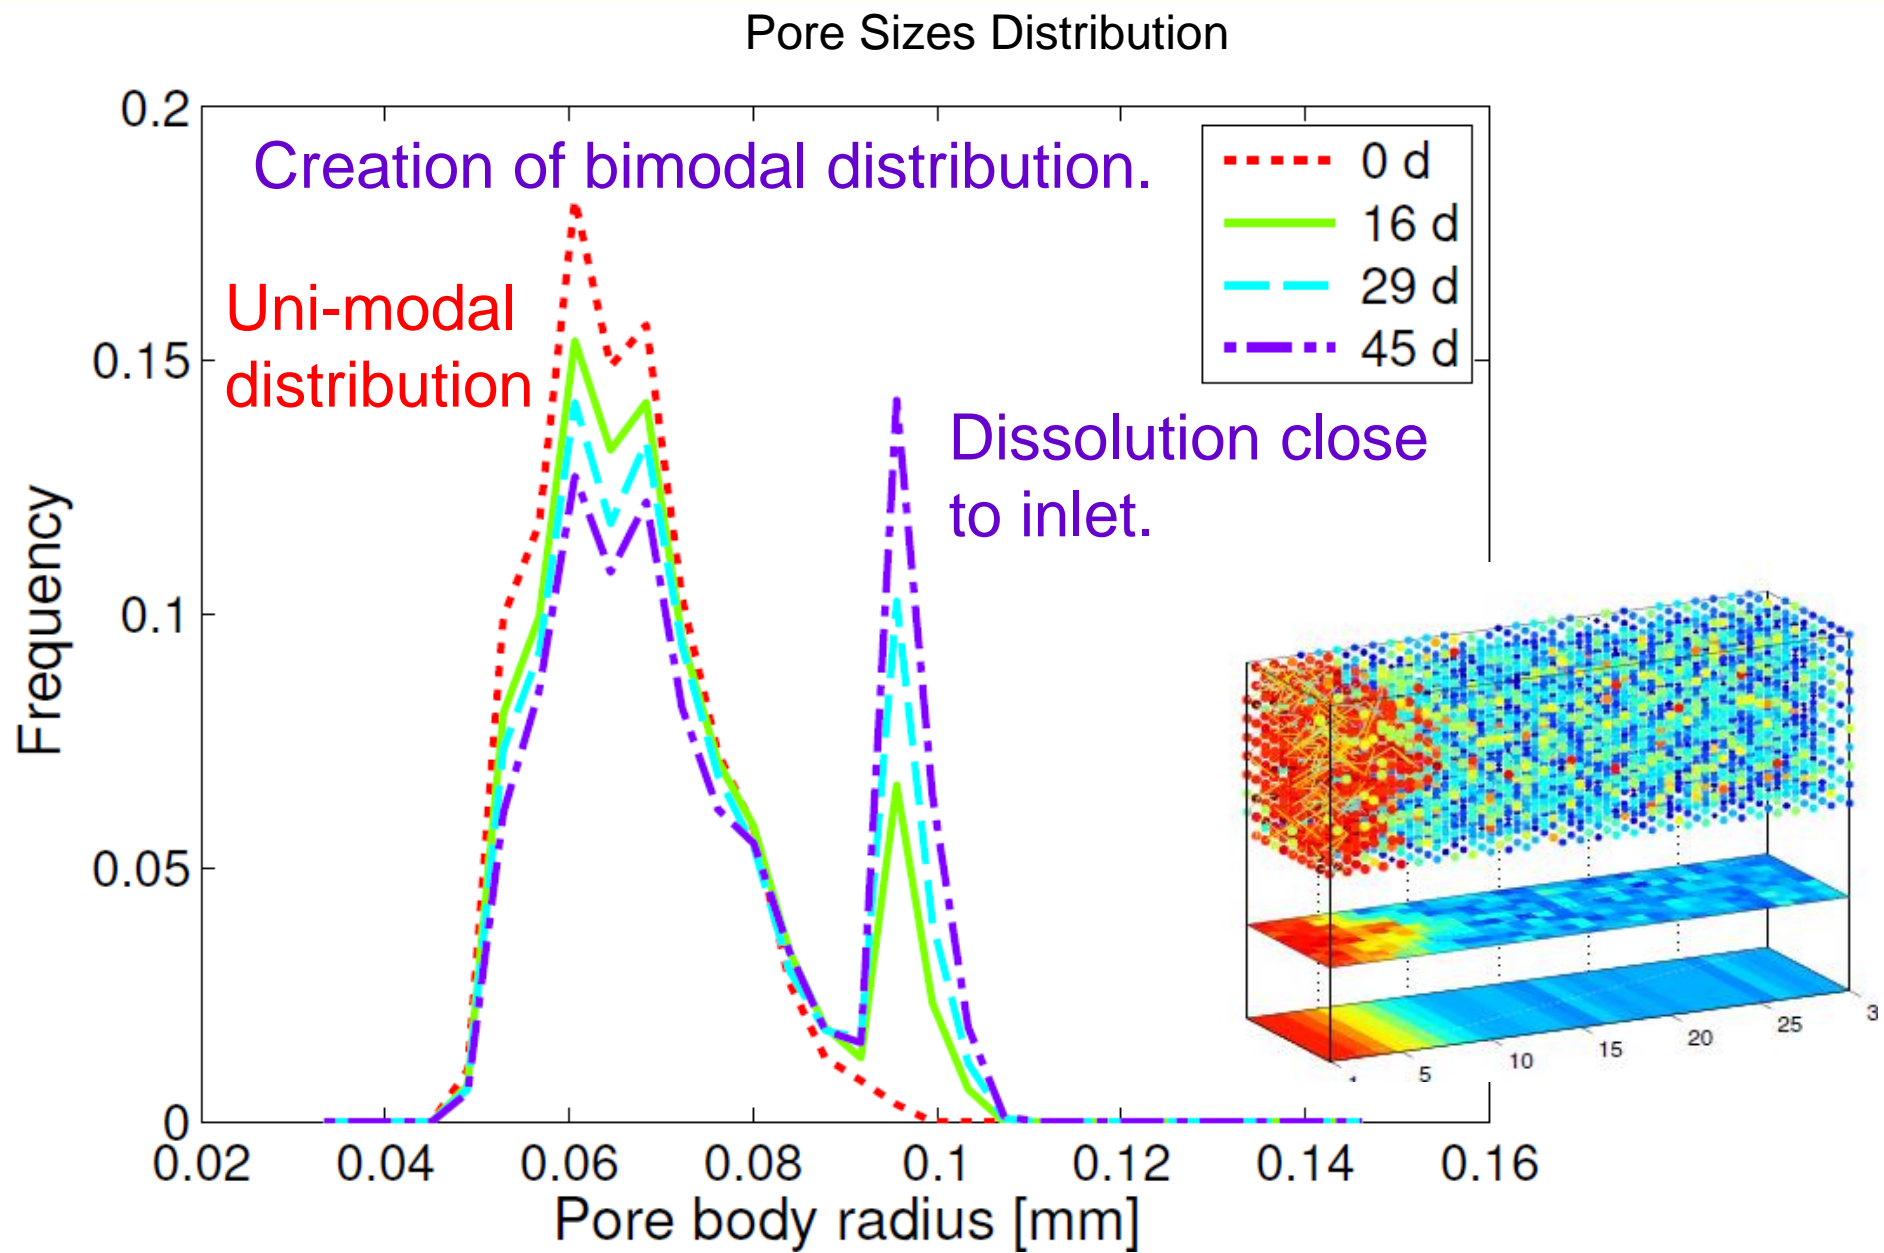 Pore Sizes Distribution
0.2
Creation of bimodal distribution.
0 d
16 d
29 d
45 d
Uni-modal
distribution
0.15
Dissolution close
to inlet.
0.1
Frequency
0.05
0
0.02 0.04 0.06 0.08 0.1 0.12 0.14 0.16
Pore body radius [mm]
5 10 15 20 25